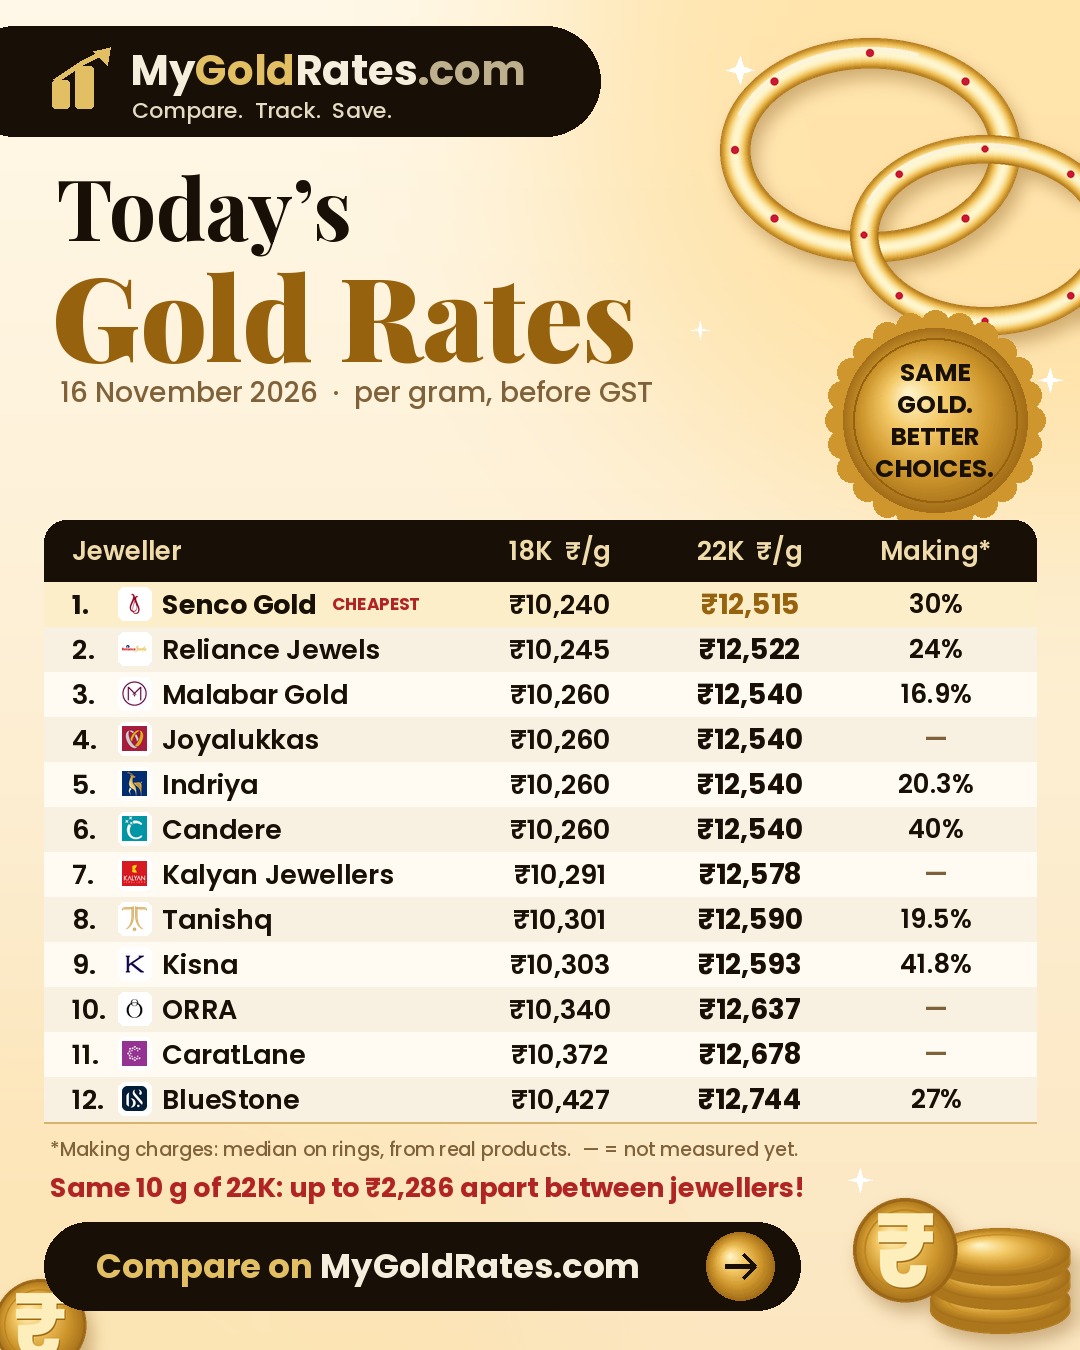 MyGoldRates.com
Compare. Track. Save.
Today's
Gold Rates
16 November 2026 · per gram, before GST
SAME
GOLD.
BETTER
CHOICES.
Jeweller 18K ₹/g 22K ₹/g Making*
1. Senco Gold CHEAPEST ₹10,240 ₹12,515 30%
2. Reliance Jewels ₹10,245 ₹12,522 24%
3. Malabar Gold ₹10,260 ₹12,540 16.9%
4. Joyalukkas ₹10,260 ₹12,540 —
5. Indriya ₹10,260 ₹12,540 20.3%
6. Candere ₹10,260 ₹12,540 40%
7. KALYAN Kalyan Jewellers ₹10,291 ₹12,578 —
8. Tanishq ₹10,301 ₹12,590 19.5%
9. K Kisna ₹10,303 ₹12,593 41.8%
10. ORRA ₹10,340 ₹12,637 —
11. CaratLane ₹10,372 ₹12,678 —
12. BlueStone ₹10,427 ₹12,744 27%
*Making charges: median on rings, from real products. — = not measured yet.
Same 10 g of 22K: up to ₹2,286 apart between jewellers!
Compare on MyGoldRates.com
₹
₹